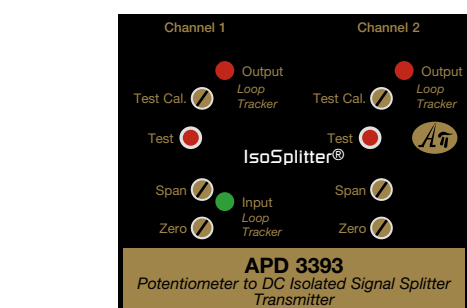 Channel 1 Channel 2
Output Output
Loop Tracker Loop Tracker
Test Cal. Test Cal.
Test Test
IsoSplitter®
Aπ
Span Span
Input
Loop Tracker
Zero Zero
APD 3393
Potentiometer to DC Isolated Signal Splitter
Transmitter